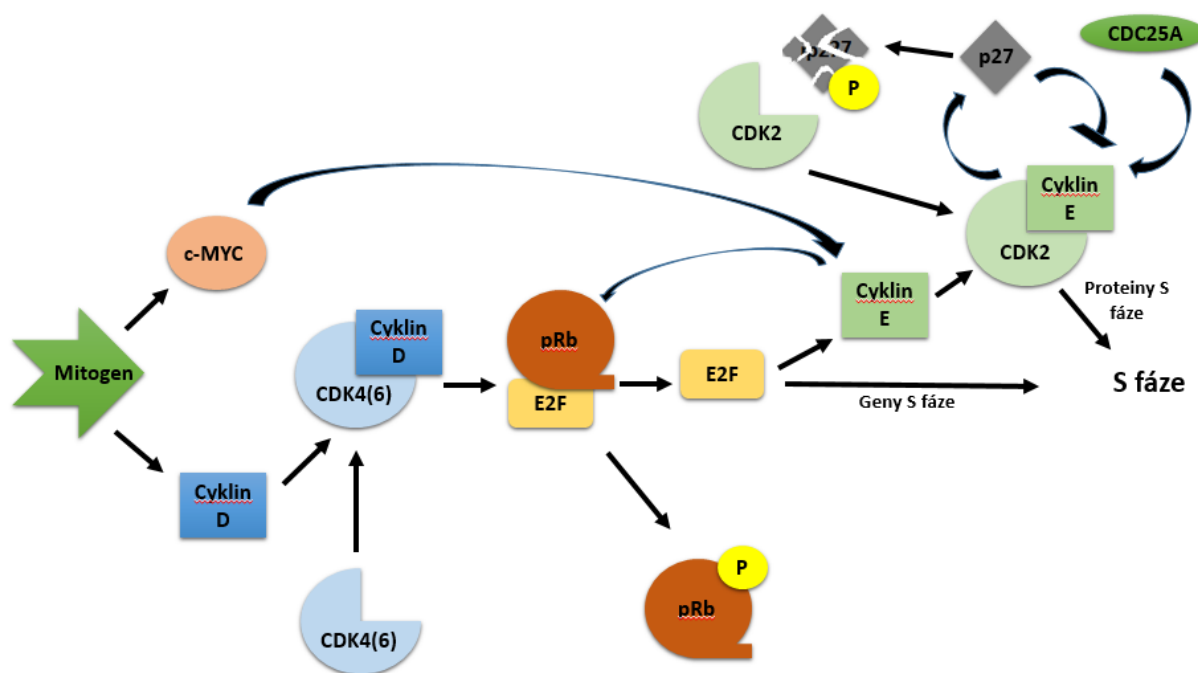 CDC25A
p27
p27
P
CDK2
Cyklin
E
CDK2
c-MYC
Cyklin
E
Proteiny S
fáze
Cyklin
D
pRb
Mitogen
CDK4(6)
E2F
E2F
S fáze
Geny S fáze
Cyklin
D
P
pRb
CDK4(6)